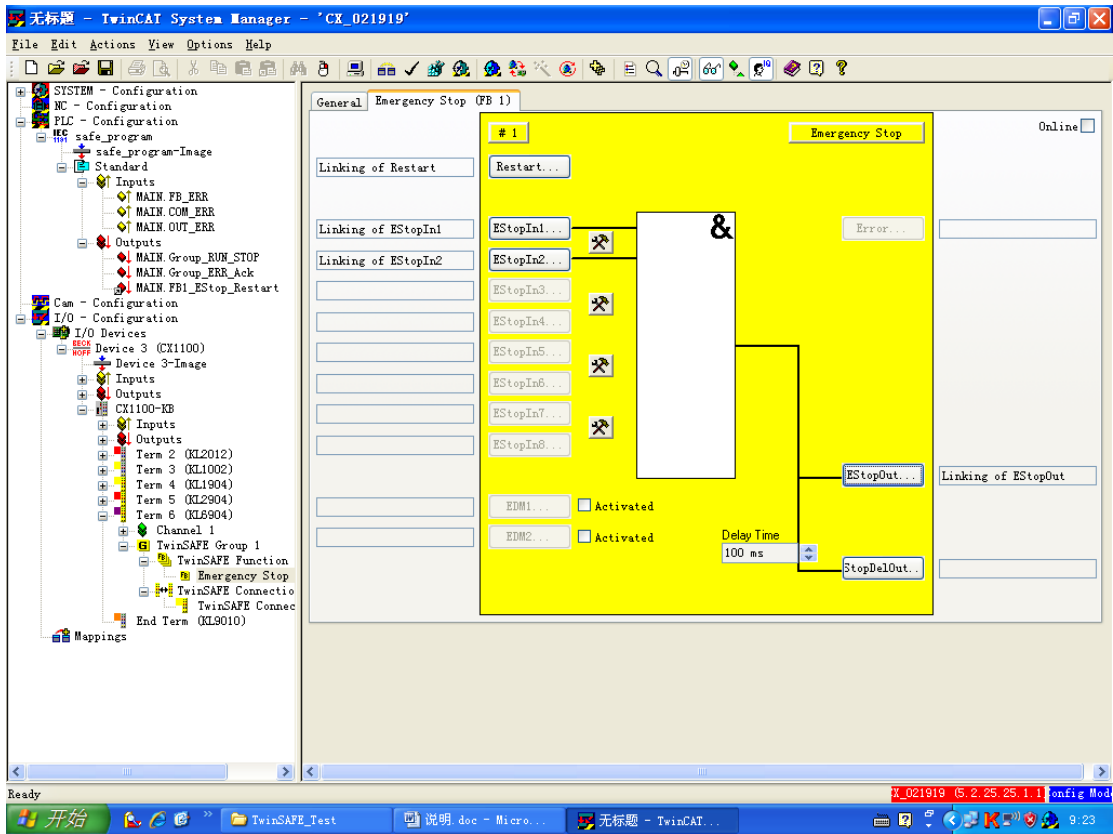 无标题 - TwinCAT System Manager - 'CX_021919'
File Edit Actions View Options Help
SYSTEM - Configuration
NC - Configuration
PLC - Configuration
safe_program
safe_program-Image
Standard
Inputs
MAIN.FB_ERR
MAIN.COM_ERR
MAIN.OUT_ERR
Outputs
MAIN.Group_RUN_STOP
MAIN.Group_ERR_Ack
MAIN.FB1_EStop_Restart
Cam - Configuration
I/O - Configuration
I/O Devices
Device 3 (CX1100)
Device 3-Image
Inputs
Outputs
CX1100-KB
Inputs
Outputs
Term 2 (KL2012)
Term 3 (KL1002)
Term 4 (KL1904)
Term 5 (KL2904)
Term 6 (KL6904)
Channel 1
TwinSAFE Group 1
TwinSAFE Function
Emergency Stop
TwinSAFE Connectio
TwinSAFE Connec
End Term (KL9010)
Mappings
General Emergency Stop (FB 1)
# 1 Emergency Stop Online
Linking of Restart Restart...
&
Linking of EStopIn1 EStopIn1... Error...
Linking of EStopIn2 EStopIn2...
EStopIn3...
EStopIn4...
EStopIn5...
EStopIn6...
EStopIn7...
EStopIn8...
EStopOut... Linking of EStopOut
EDM1... Activated
EDM2... Activated
Delay Time
100 ms
StopDelOut..
Ready
CX_021919 (5.2.25.25.1.1) Config Mod
开始 TwinSAFE_Test 说明.doc - Micro... 无标题 - TwinCAT... 9:23